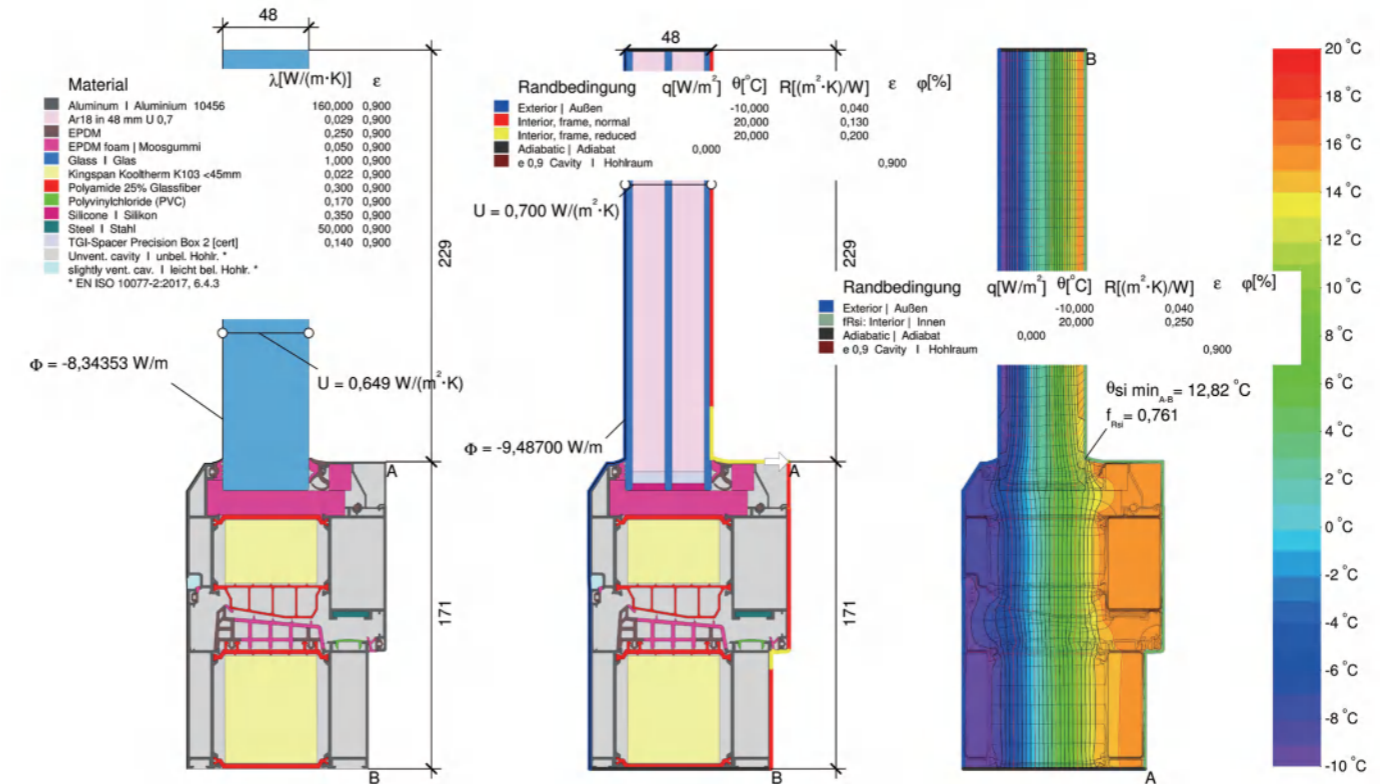 48
Material λ[W/(m·K)] ε
Aluminum I Aluminium 10456 160,000 0,900
Ar18 in 48 mm U 0,7 0,029 0,900
EPDM 0,250 0,900
EPDM foam | Moosgummi 0,050 0,900
Glass I Glas 1,000 0,900
Kingspan Kooltherm K103 <45mm 0,022 0,900
Polyamide 25% Glassfiber 0,300 0,900
Polyvinylchloride (PVC) 0,170 0,900
Silicone I Silikon 0,350 0,900
Steel I Stahl 50,000 0,900
TGI-Spacer Precision Box 2 [cert] 0,140 0,900
Unvent. cavity I unbel. Hohlr. *
slightly vent. cav. I leicht bel. Hohlr. *
* EN ISO 10077-2:2017, 6.4.3
229
Φ = -8,34353 W/m
U = 0,649 W/(m²·K)
A
171
B
48
Randbedingung q[W/m²] θ[°C] R[(m²·K)/W] ε φ[%]
Exterior | Außen -10,000 0,040
Interior, frame, normal 20,000 0,130
Interior, frame, reduced 20,000 0,200
Adiabatic | Adiabat 0,000
e 0,9 Cavity I Hohlraum 0,900
U = 0,700 W/(m²·K)
229
Φ = -9,48700 W/m
A
171
B
B
Randbedingung q[W/m²] θ[°C] R[(m²·K)/W] ε φ[%]
Exterior | Außen -10,000 0,040
fRsi: Interior | Innen 20,000 0,250
Adiabatic | Adiabat 0,000
e 0,9 Cavity I Hohlraum 0,900
θsi min A-B = 12,82 °C
fRsi = 0,761
A
20 °C
18 °C
16 °C
14 °C
12 °C
10 °C
8 °C
6 °C
4 °C
2 °C
0 °C
-2 °C
-4 °C
-6 °C
-8 °C
-10 °C